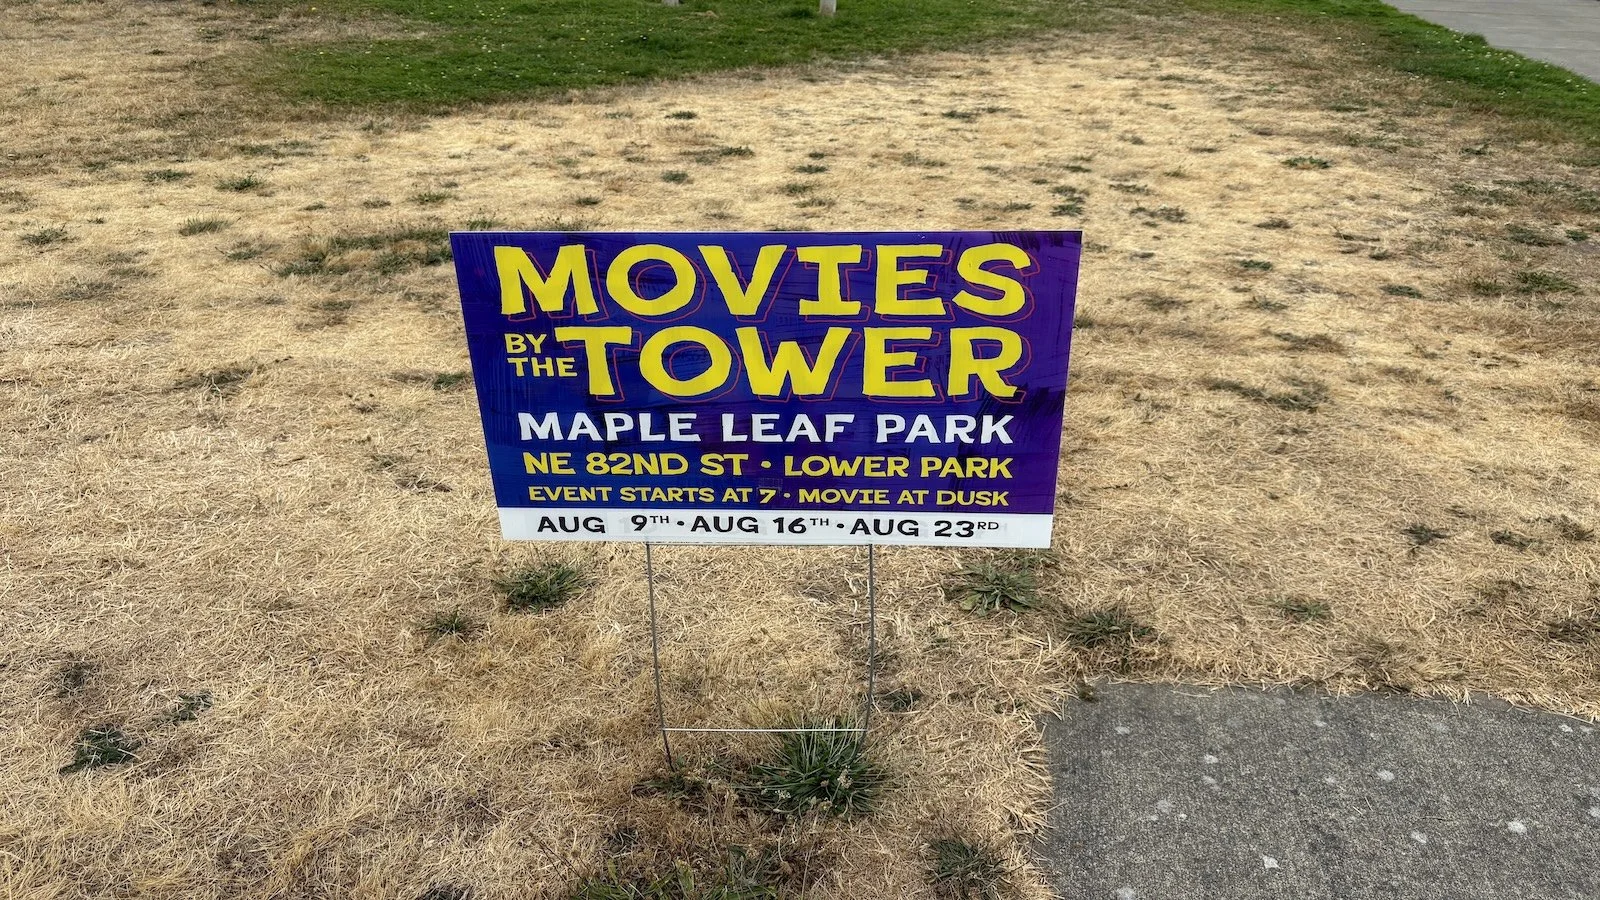 MOVIES
BY THE TOWER
MAPLE LEAF PARK
NE 82ND ST • LOWER PARK
EVENT STARTS AT 7 • MOVIE AT DUSK
AUG 9TH • AUG 16TH • AUG 23RD